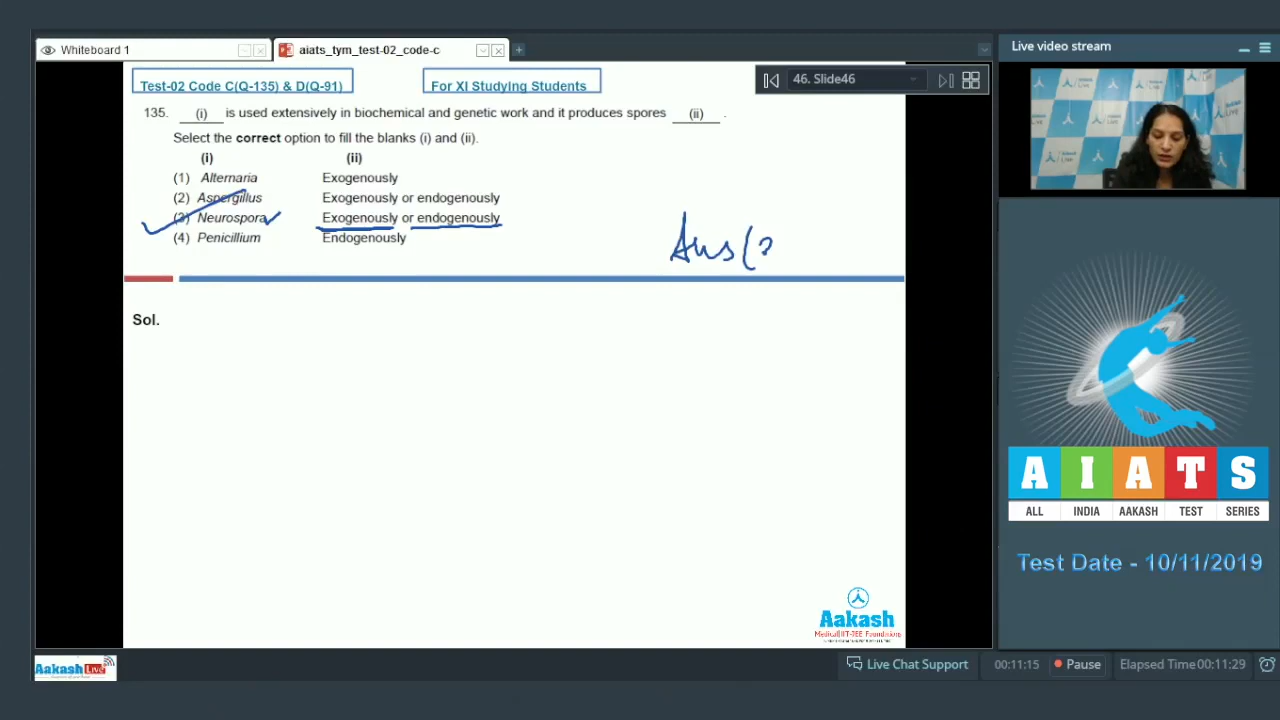 Whiteboard 1
aiats_tym_test-02_code-c
Live video stream
Test-02 Code C(Q-135) & D(Q-91)
For XI Studying Students
46. Slide46
135. (i) is used extensively in biochemical and genetic work and it produces spores (ii) .
Select the correct option to fill the blanks (i) and (ii).
(i) (ii)
(1) Alternaria Exogenously
(2) Aspergillus Exogenously or endogenously
(3) Neurospora Exogenously or endogenously
(4) Penicillium Endogenously
Ans (3
Sol.
A I A T S
ALL INDIA AAKASH TEST SERIES
Test Date - 10/11/2019
Aakash
Medical|IIT-JEE|Foundations
Aakash Live
Live Chat Support
00:11:15
Pause
Elapsed Time 00:11:29